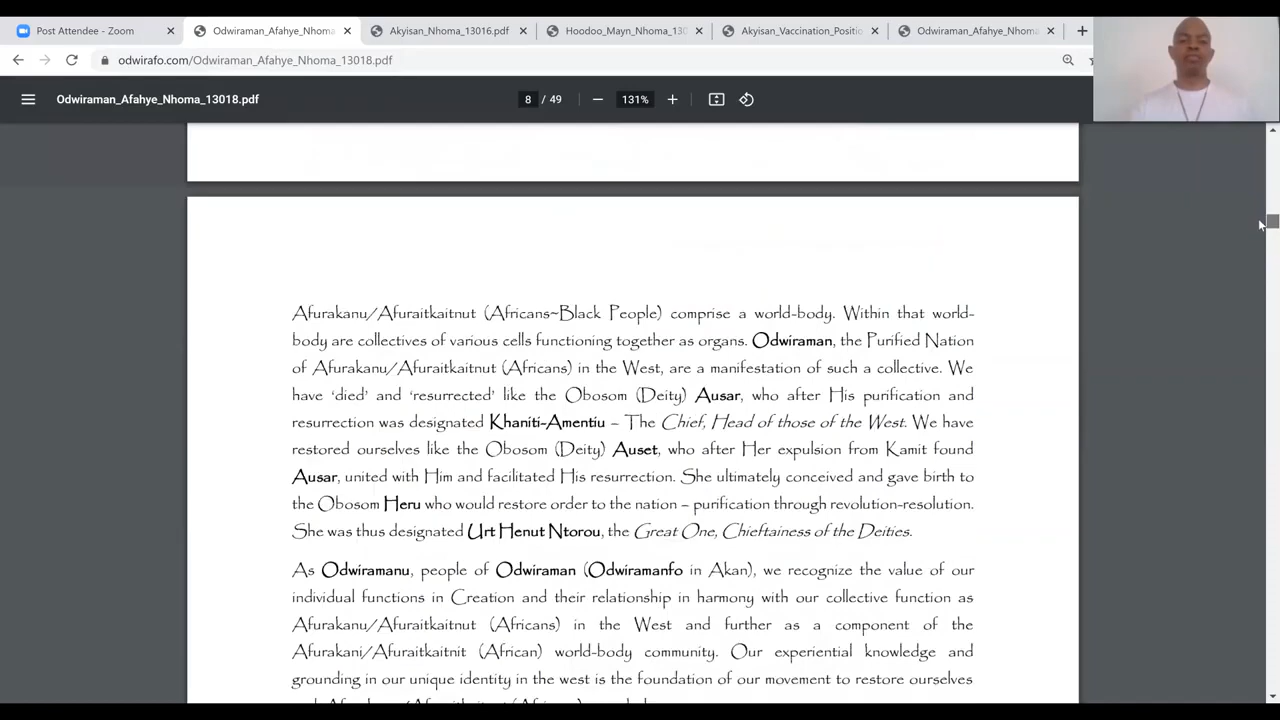 Post Attendee - Zoom
Odwiraman_Afahye_Nhoma
Akyisan_Nhoma_13016.pdf
Hoodoo_Mayn_Nhoma_130
Akyisan_Vaccination_Positio
Odwiraman_Afahye_Nhoma
odwirafo.com/Odwiraman_Afahye_Nhoma_13018.pdf
Odwiraman_Afahye_Nhoma_13018.pdf
8 / 49
131%
Afurakanu/Afuraitkaitnut (Africans~Black People) comprise a world-body. Within that world-
body are collectives of various cells functioning together as organs. Odwiraman, the Purified Nation
of Afurakanu/Afuraitkaitnut (Africans) in the West, are a manifestation of such a collective. We
have 'died' and 'resurrected' like the Obosom (Deity) Ausar, who after His purification and
resurrection was designated Khaniti-Amentiu – The Chief, Head of those of the West. We have
restored ourselves like the Obosom (Deity) Auset, who after Her expulsion from Kamit found
Ausar, united with Him and facilitated His resurrection. She ultimately conceived and gave birth to
the Obosom Heru who would restore order to the nation – purification through revolution-resolution.
She was thus designated Urt Henut Ntorou, the Great One, Chieftainess of the Deities.
As Odwiramanu, people of Odwiraman (Odwiramanfo in Akan), we recognize the value of our
individual functions in Creation and their relationship in harmony with our collective function as
Afurakanu/Afuraitkaitnut (Africans) in the West and further as a component of the
Afurakani/Afuraitkaitnit (African) world-body community. Our experiential knowledge and
grounding in our unique identity in the west is the foundation of our movement to restore ourselves